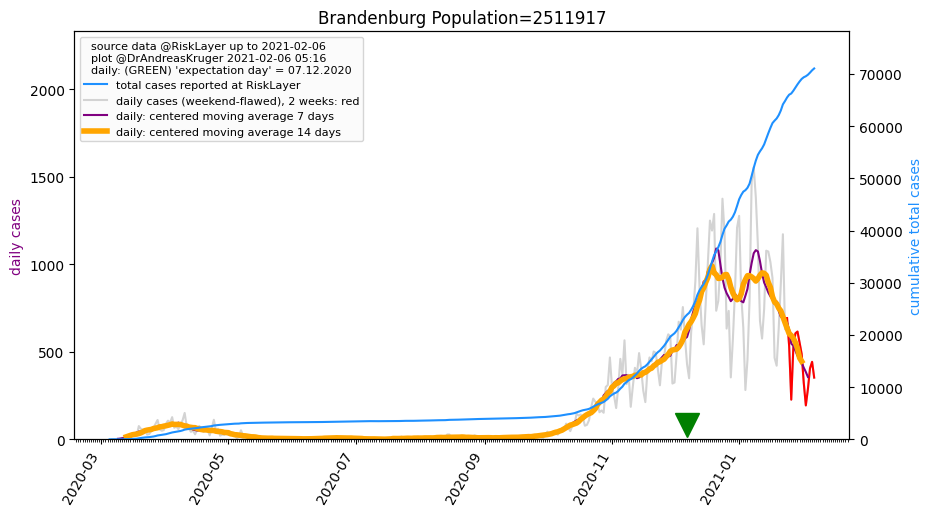 Brandenburg Population=2511917
source data @RiskLayer up to 2021-02-06
plot @DrAndreasKruger 2021-02-06 05:16
daily: (GREEN) 'expectation day' = 07.12.2020
total cases reported at RiskLayer
daily cases (weekend-flawed), 2 weeks: red
daily: centered moving average 7 days
daily: centered moving average 14 days
daily cases
2000
1500
1000
500
0
70000
60000
50000
40000
30000
20000
10000
0
cumulative total cases
2020-03
2020-05
2020-07
2020-09
2020-11
2021-01